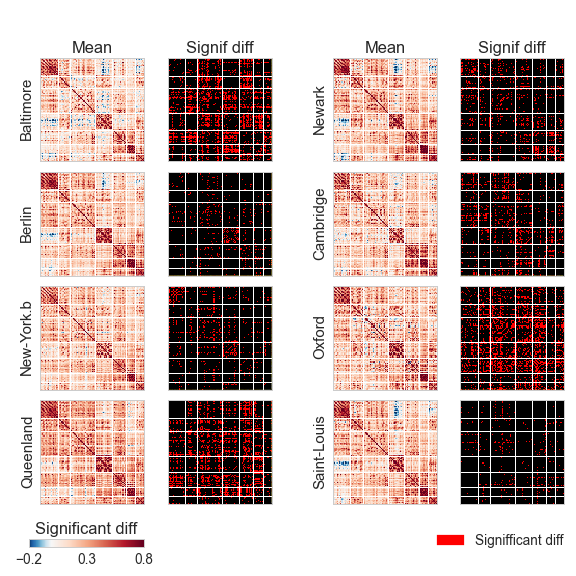 Mean Signif diff Mean Signif diff
Baltimore Newark
Berlin Cambridge
New-York.b Oxford
Queenland Saint-Louis
Significant diff
−0.2 0.3 0.8
Signiffficant diff